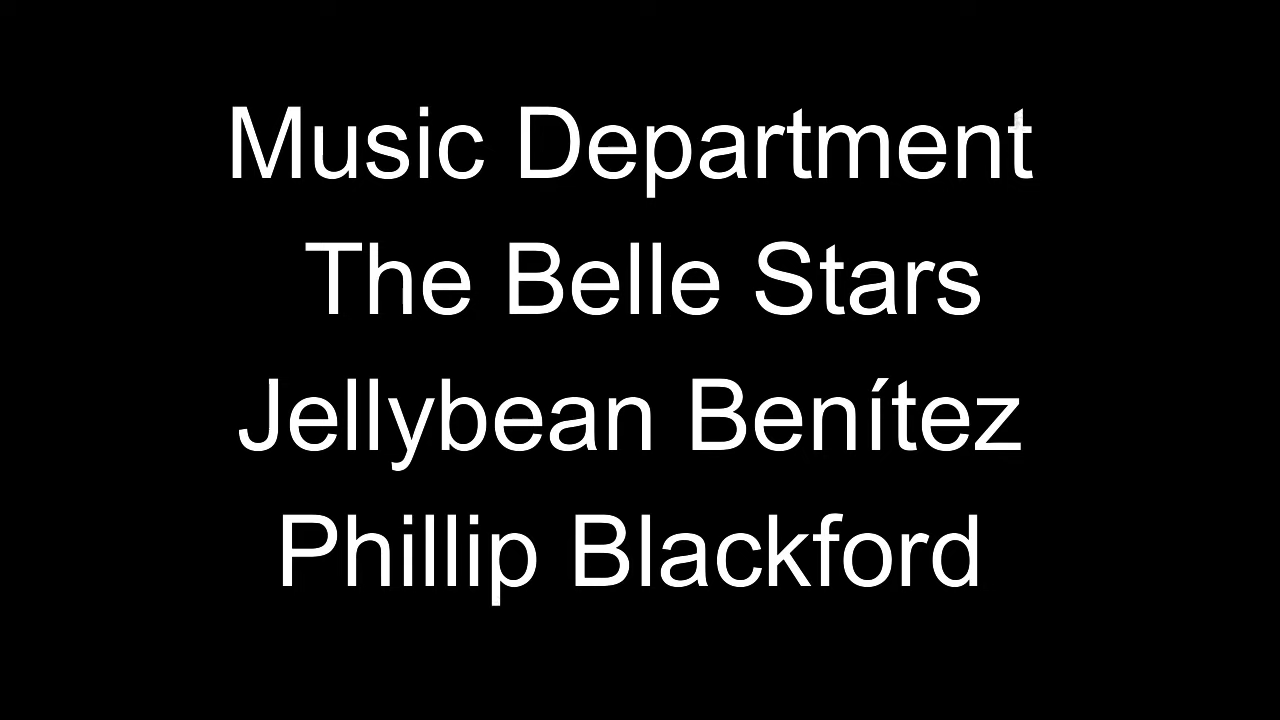 Music Department
The Belle Stars
Jellybean Benítez
Phillip Blackford